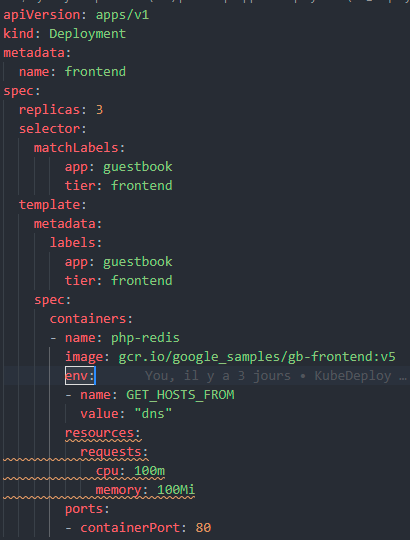 apiVersion: apps/v1
kind: Deployment
metadata:
  name: frontend
spec:
  replicas: 3
  selector:
    matchLabels:
      app: guestbook
      tier: frontend
  template:
    metadata:
      labels:
        app: guestbook
        tier: frontend
    spec:
      containers:
      - name: php-redis
        image: gcr.io/google_samples/gb-frontend:v5
        env: You, il y a 3 jours • KubeDeploy …
        - name: GET_HOSTS_FROM
          value: "dns"
        resources:
          requests:
            cpu: 100m
            memory: 100Mi
        ports:
        - containerPort: 80